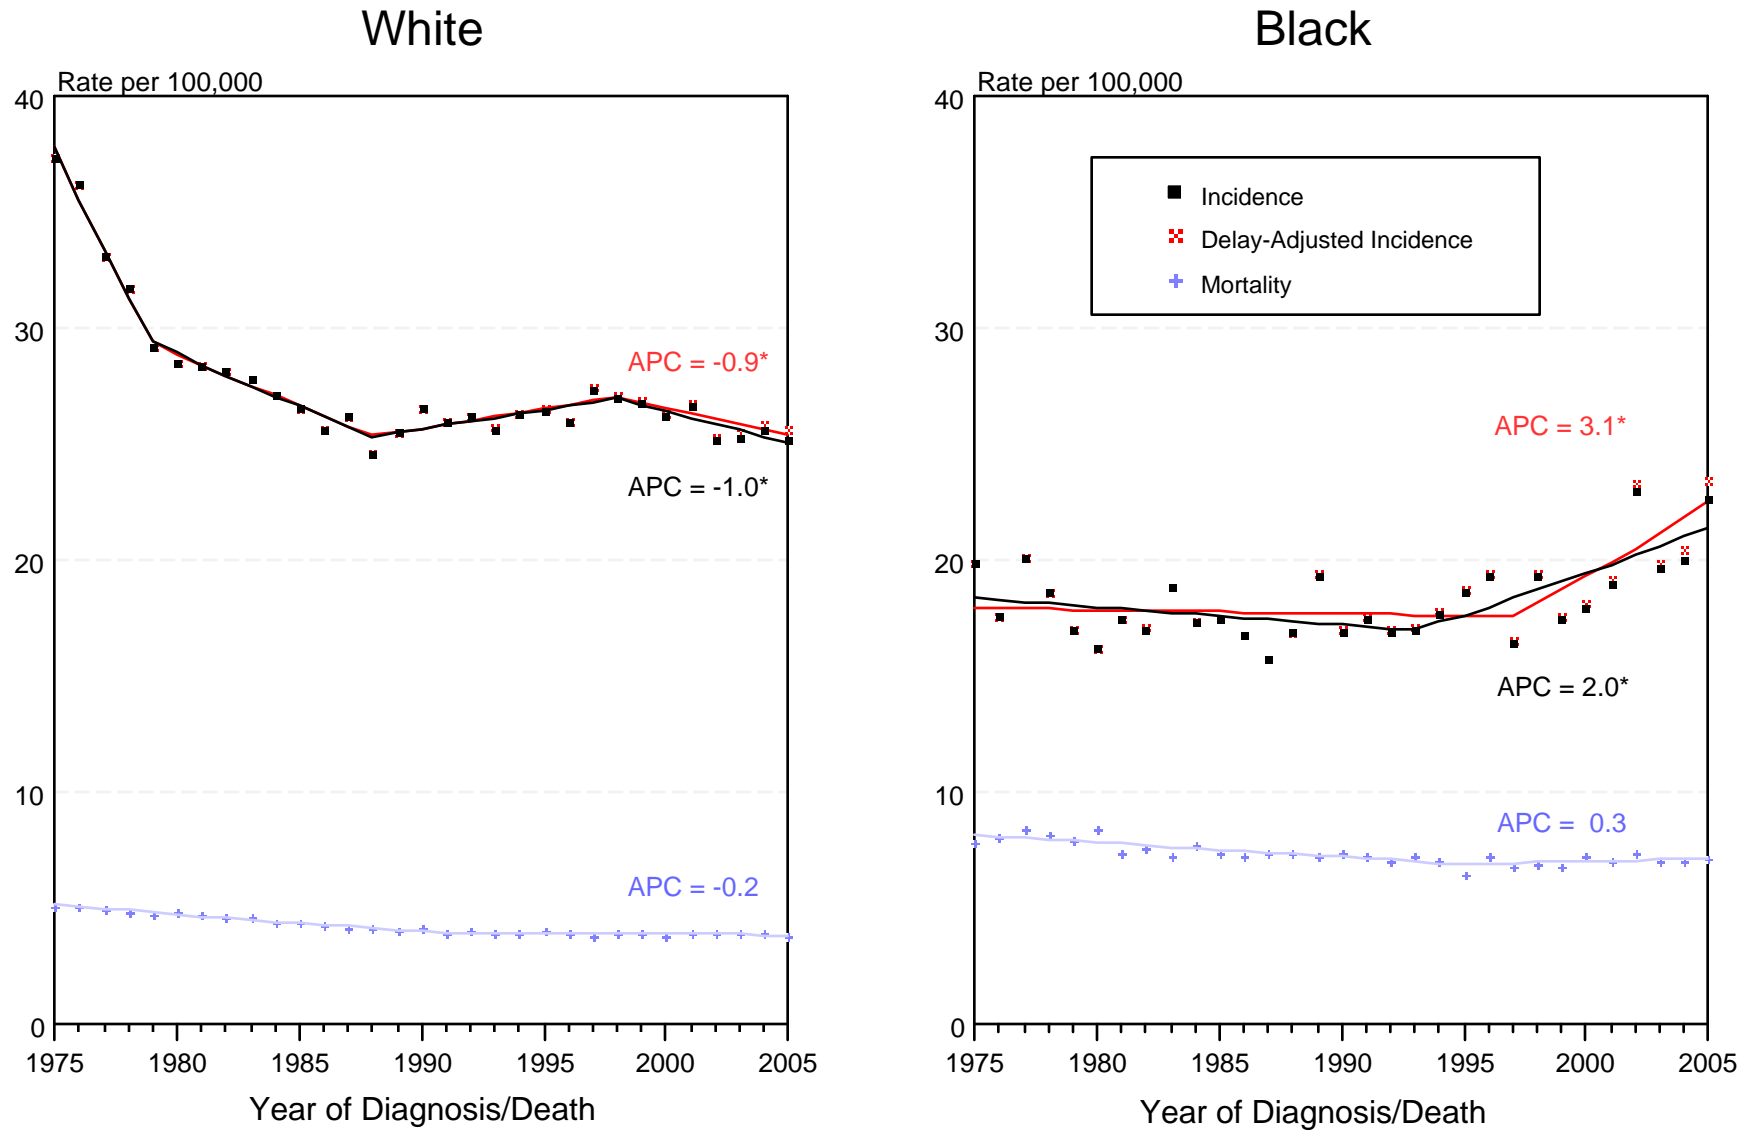 White
Rate per 100,000
40
30
20
10
0
APC = -0.9*
APC = -1.0*
APC = -0.2
1975 1980 1985 1990 1995 2000 2005
Year of Diagnosis/Death
Black
Rate per 100,000
40
30
20
10
0
Incidence
Delay-Adjusted Incidence
Mortality
APC = 3.1*
APC = 2.0*
APC = 0.3
1975 1980 1985 1990 1995 2000 2005
Year of Diagnosis/Death